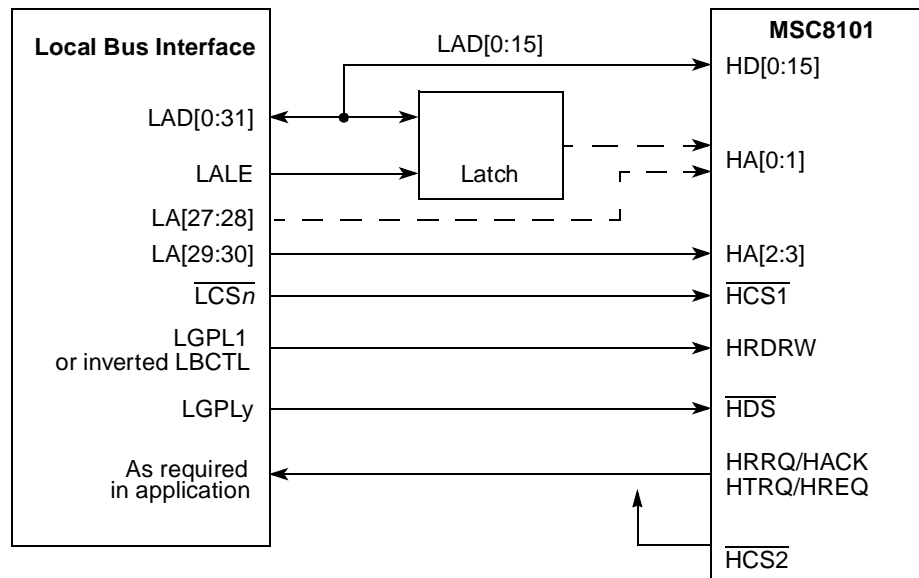 Local Bus Interface
LAD[0:15]
MSC8101
HD[0:15]
LAD[0:31]
LALE
Latch
HA[0:1]
LA[27:28]
LA[29:30]
HA[2:3]
LCSn
HCS1
LGPL1
or inverted LBCTL
HRDRW
LGPLy
HDS
As required
in application
HRRQ/HACK
HTRQ/HREQ
HCS2